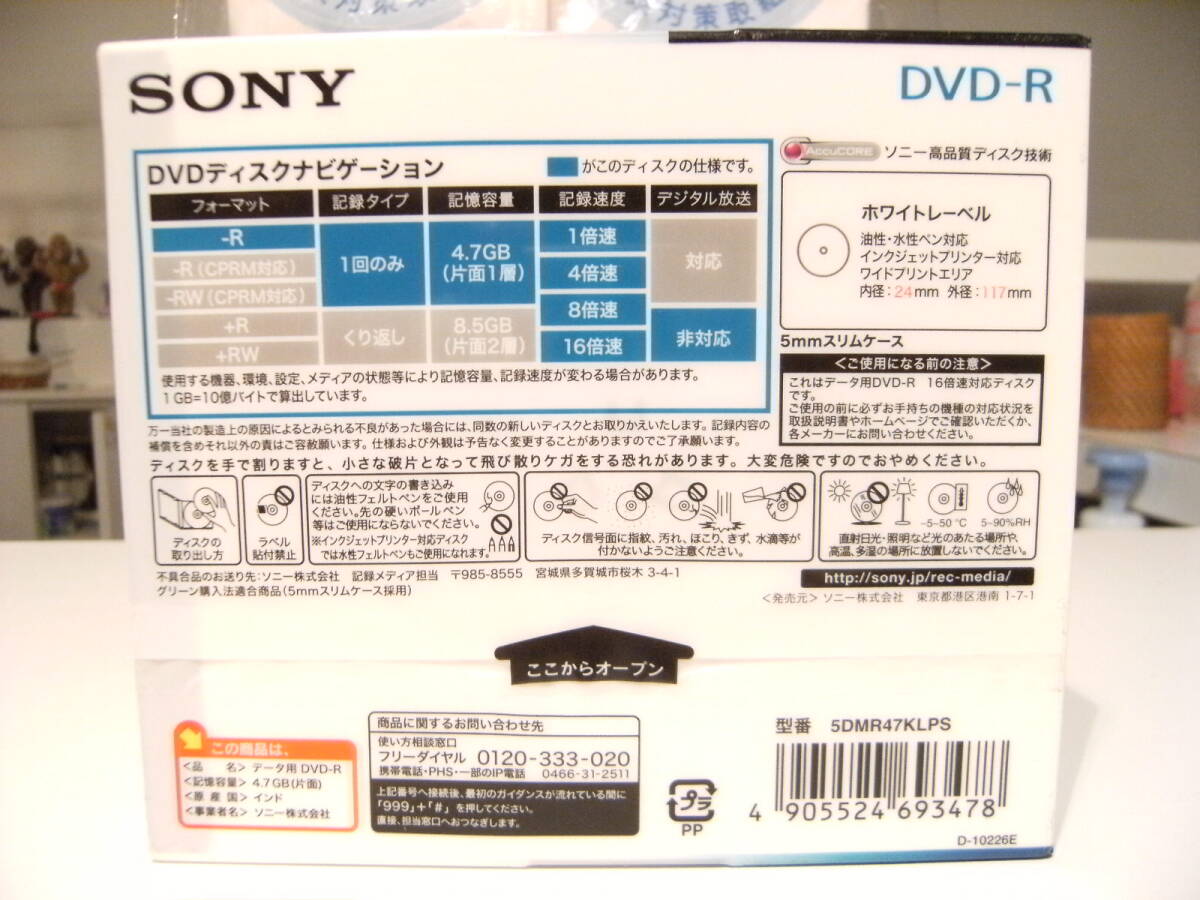 対策取組
対策取組
SONY
DVD-R
DVDディスクナビゲーション
がこのディスクの仕様です。
フォーマット 記録タイプ 記憶容量 記録速度 デジタル放送
-R
-R(CPRM対応)
-RW(CPRM対応)
+R
+RW
1回のみ
くり返し
4.7GB
(片面1層)
8.5GB
(片面2層)
1倍速
4倍速
8倍速
16倍速
対応
非対応
使用する機器、環境、設定、メディアの状態等により記憶容量、記録速度が変わる場合があります。
1GB=10億バイトで算出しています。
AccuCORE ソニー高品質ディスク技術
ホワイトレーベル
油性・水性ペン対応
インクジェットプリンター対応
ワイドプリントエリア
内径:24mm 外径:117mm
5mmスリムケース
<ご使用になる前の注意>
これはデータ用DVD-R 16倍速対応ディスク
です。
ご使用の前に必ずお手持ちの機種の対応状況を
取扱説明書やホームページでご確認いただくか、
各メーカーにお問い合わせください。
万一当社の製造上の原因によるとみられる不良があった場合には、同数の新しいディスクとお取りかえいたします。記録内容の
補償を含めそれ以外の責はご容赦願います。仕様および外観は予告なく変更することがありますのでご了承願います。
ディスクを手で割りますと、小さな破片となって飛び散りケガをする恐れがあります。大変危険ですのでおやめください。
ディスクの
取り出し方
ラベル
貼付禁止
ディスクへの文字の書き込み
には油性フェルトペンをご使用
ください。先の硬いボールペン
等はご使用にならないでください。
※インクジェットプリンター対応ディスク
では水性フェルトペンもご使用になれます。
ディスク信号面に指紋、汚れ、ほこり、きず、水滴等が
付かないようご注意ください。
-5~50℃ 5~90%RH
直射日光・照明など光のあたる場所や、
高温、多湿の場所に放置しないでください。
不具合品のお送り先:ソニー株式会社 記録メディア担当 〒985-8555 宮城県多賀城市桜木3-4-1
グリーン購入法適合商品(5mmスリムケース採用)
http://sony.jp/rec-media/
<発売元>ソニー株式会社 東京都港区港南1-7-1
ここからオープン
この商品は、
<品 名>データ用DVD-R
<記憶容量>4.7GB(片面)
<原 産 国>インド
<事業者名>ソニー株式会社
商品に関するお問い合わせ先
使い方相談窓口
フリーダイヤル 0120-333-020
携帯電話・PHS・一部のIP電話 0466-31-2511
上記番号へ接続後、最初のガイダンスが流れている間に
「999」+「#」を押してください。
直接、担当窓口へおつなぎします。
プラ
PP
型番 5DMR47KLPS
4 905524 693478
D-10226E